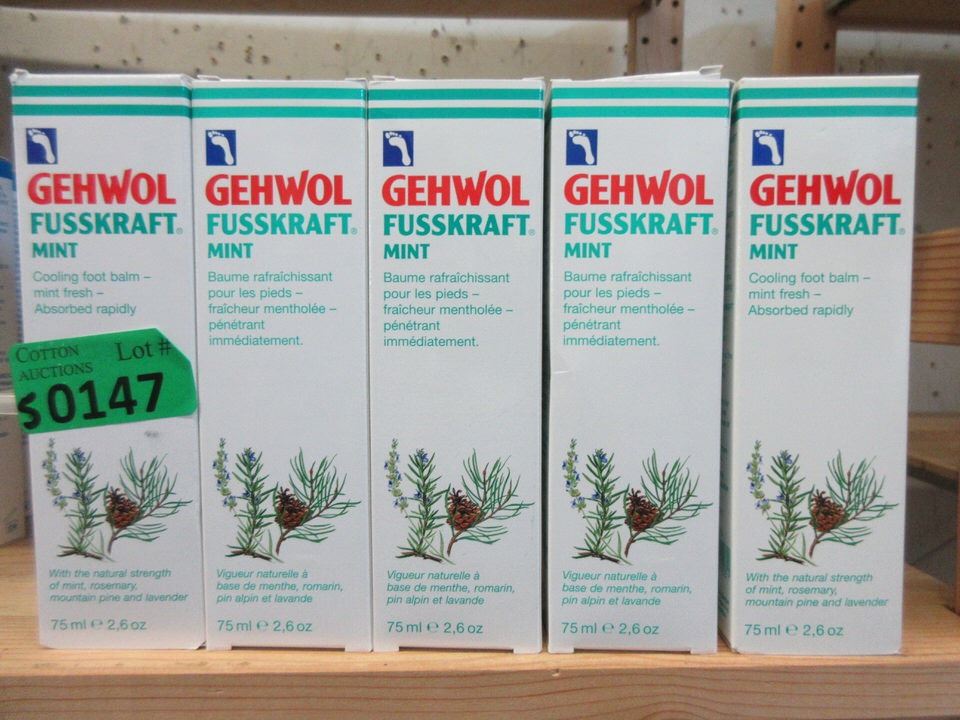 GEHWOL
FUSSKRAFT®
MINT
Cooling foot balm –
mint fresh –
Absorbed rapidly
COTTON
AUCTIONS
Lot #
S0147
With the natural strength
of mint, rosemary,
mountain pine and lavender
75 ml ℮ 2,6 oz
GEHWOL
FUSSKRAFT®
MINT
Baume rafraîchissant
pour les pieds –
fraîcheur mentholée –
pénétrant
immédiatement.
Vigueur naturelle à
base de menthe, romarin,
pin alpin et lavande
75 ml ℮ 2,6 oz
GEHWOL
FUSSKRAFT®
MINT
Baume rafraîchissant
pour les pieds –
fraîcheur mentholée –
pénétrant
immédiatement.
Vigueur naturelle à
base de menthe, romarin,
pin alpin et lavande
75 ml ℮ 2,6 oz
GEHWOL
FUSSKRAFT®
MINT
Baume rafraîchissant
pour les pieds –
fraîcheur mentholée –
pénétrant
immédiatement.
Vigueur naturelle à
base de menthe, romarin,
pin alpin et lavande
75 ml ℮ 2,6 oz
GEHWOL
FUSSKRAFT®
MINT
Cooling foot balm –
mint fresh –
Absorbed rapidly
With the natural strength
of mint, rosemary,
mountain pine and lavender
75 ml ℮ 2,6 oz